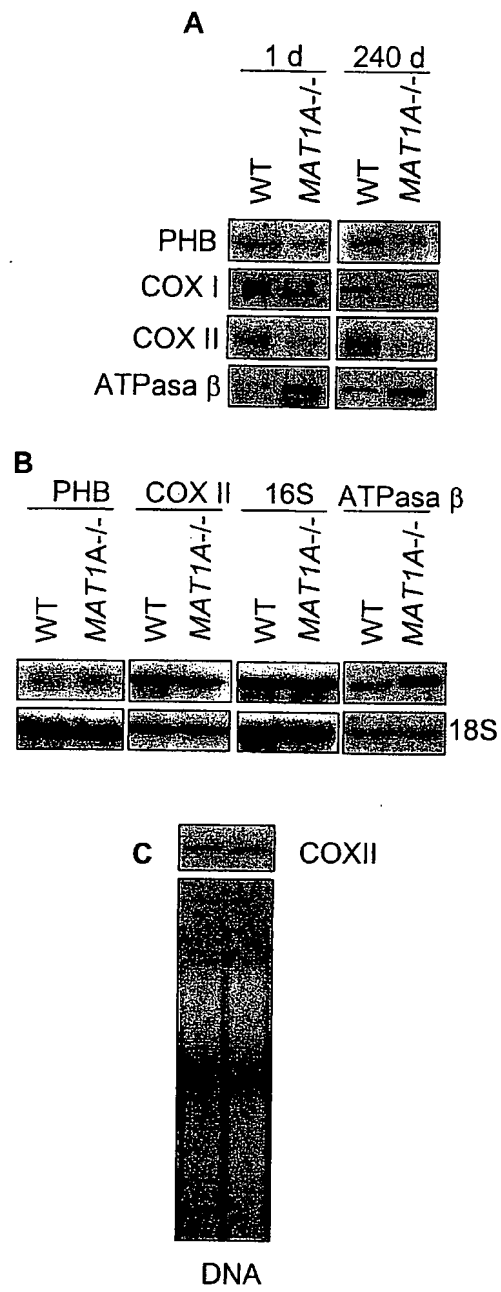 A
1 d 240 d
WT MAT1A-/- WT MAT1A-/-
PHB
COX I
COX II
ATPasa β
B
PHB COX II 16S ATPasa β
WT MAT1A-/- WT MAT1A-/- WT MAT1A-/- WT MAT1A-/-
18S
C COXII
DNA